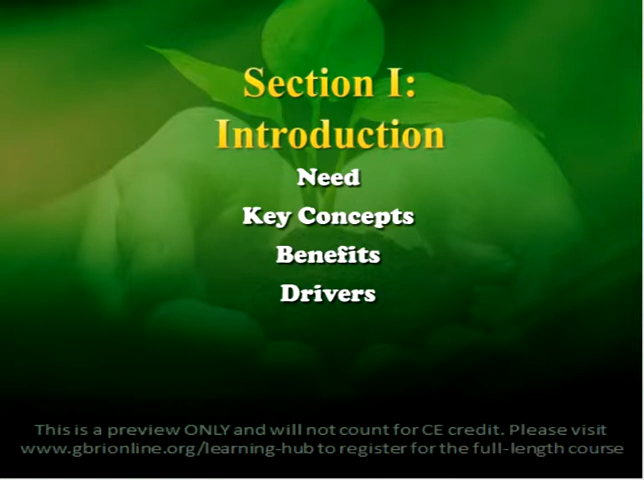 Section I:
Introduction
Need
Key Concepts
Benefits
Drivers
This is a preview ONLY and will not count for CE credit. Please visit
www.gbrionline.org/learning-hub to register for the full-length course